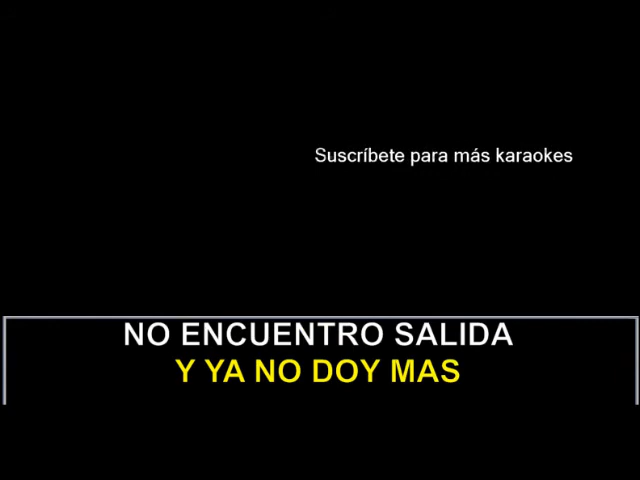 Suscríbete para más karaokes
NO ENCUENTRO SALIDA
Y YA NO DOY MAS